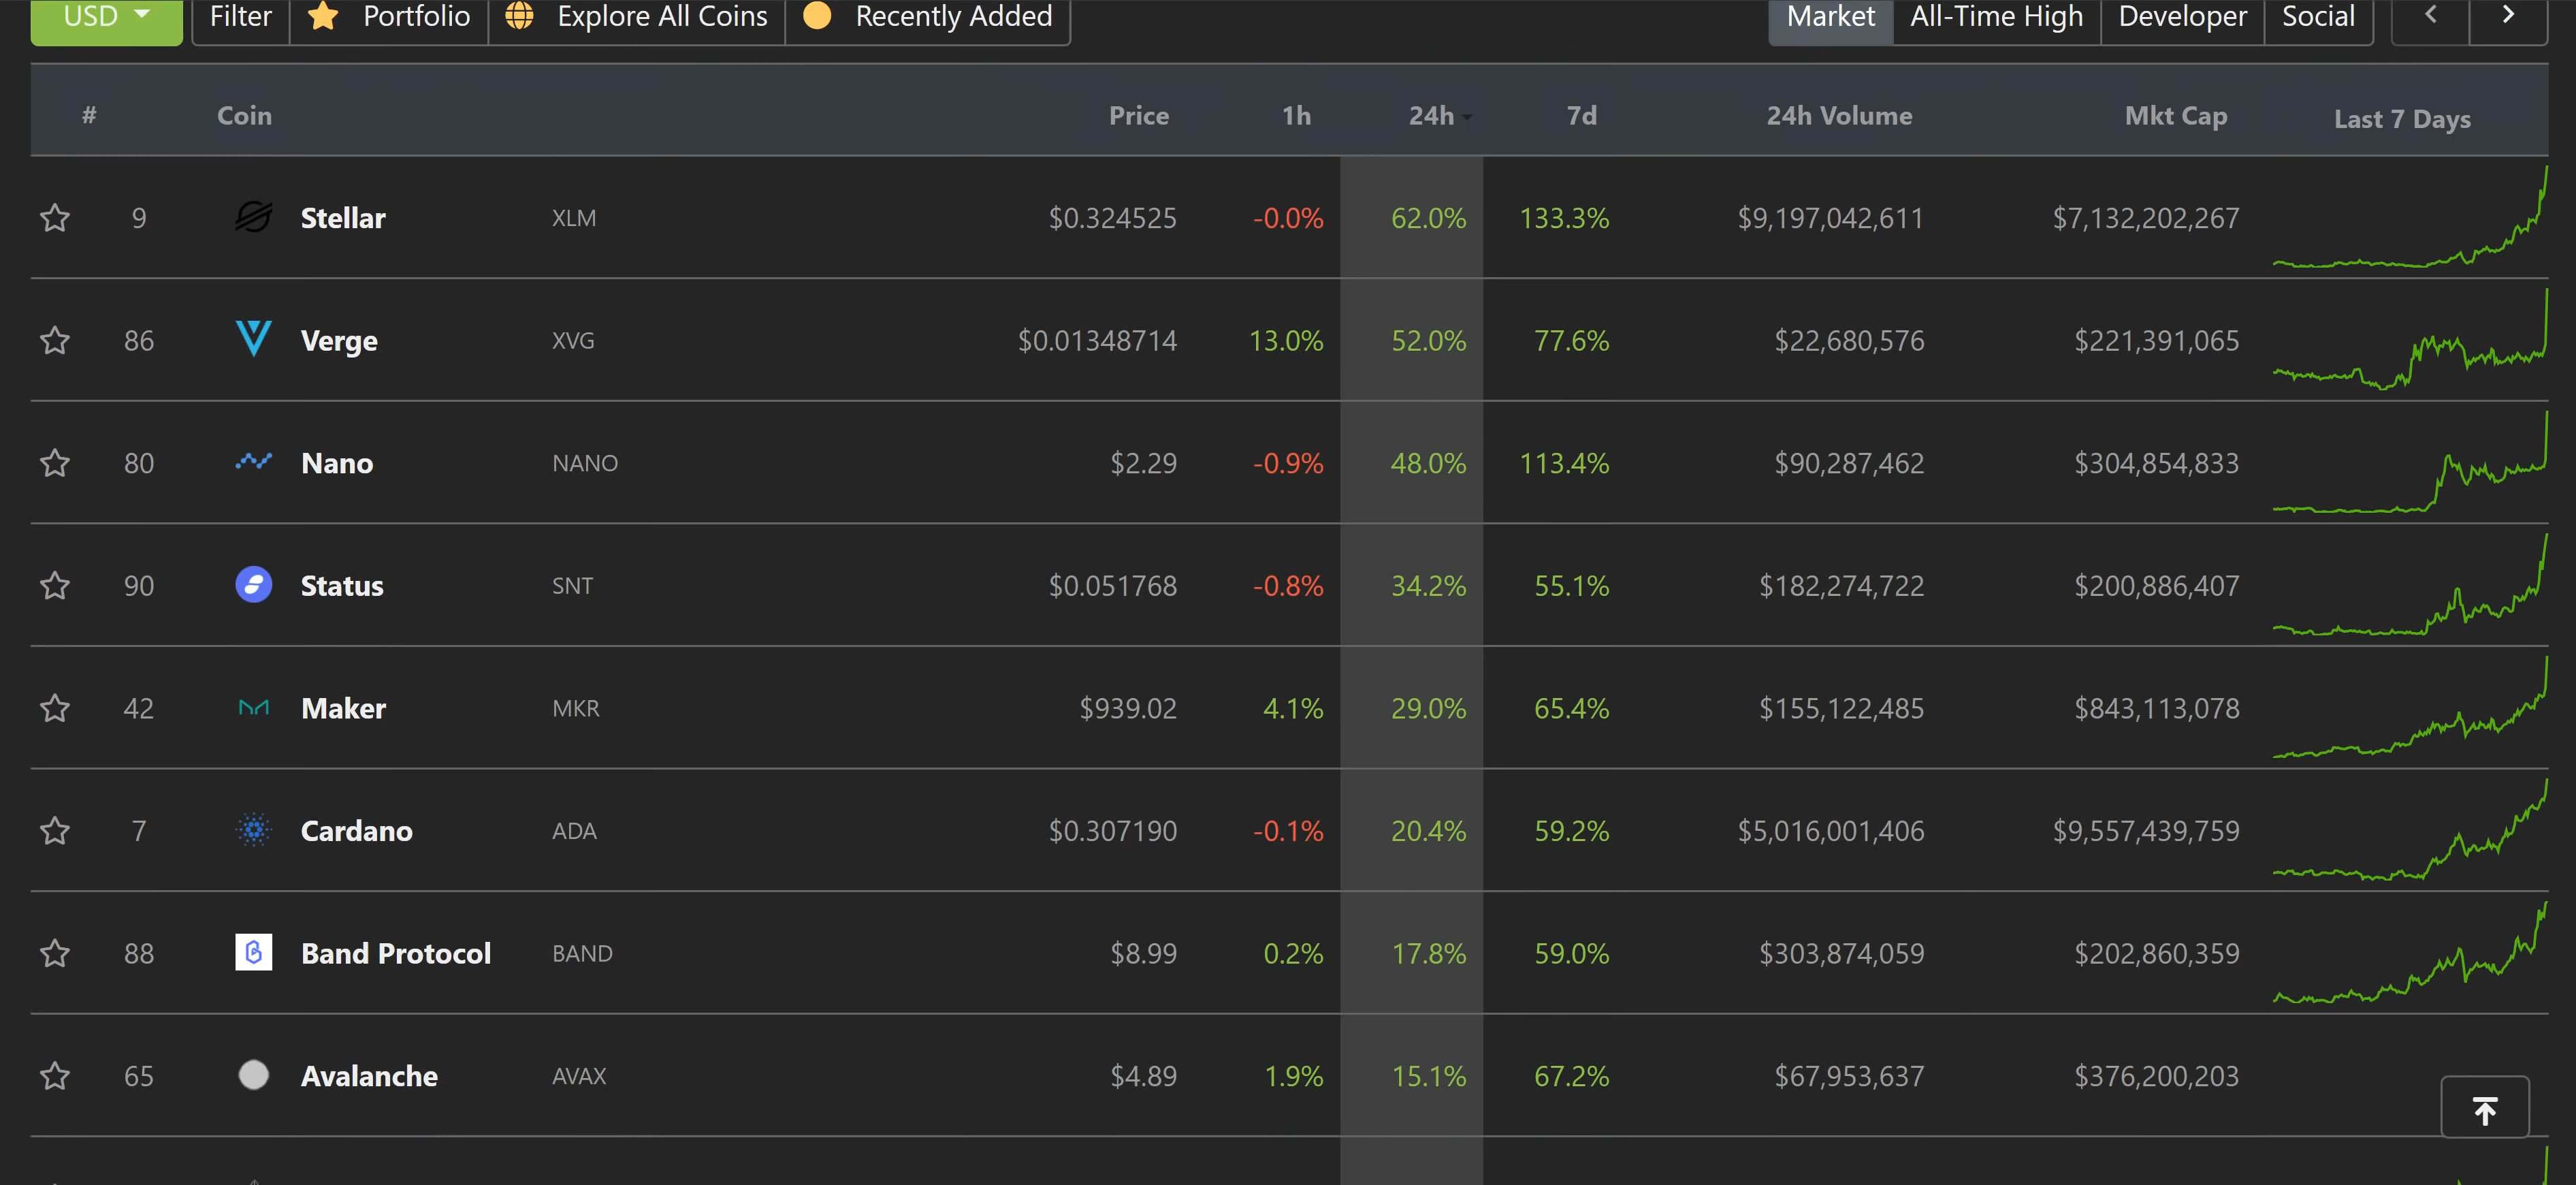 USD Filter Portfolio Explore All Coins Recently Added Market All-Time High Developer Social
# Coin Price 1h 24h 7d 24h Volume Mkt Cap Last 7 Days
9 Stellar XLM $0.324525 -0.0% 62.0% 133.3% $9,197,042,611 $7,132,202,267
86 Verge XVG $0.01348714 13.0% 52.0% 77.6% $22,680,576 $221,391,065
80 Nano NANO $2.29 -0.9% 48.0% 113.4% $90,287,462 $304,854,833
90 Status SNT $0.051768 -0.8% 34.2% 55.1% $182,274,722 $200,886,407
42 Maker MKR $939.02 4.1% 29.0% 65.4% $155,122,485 $843,113,078
7 Cardano ADA $0.307190 -0.1% 20.4% 59.2% $5,016,001,406 $9,557,439,759
88 Band Protocol BAND $8.99 0.2% 17.8% 59.0% $303,874,059 $202,860,359
65 Avalanche AVAX $4.89 1.9% 15.1% 67.2% $67,953,637 $376,200,203